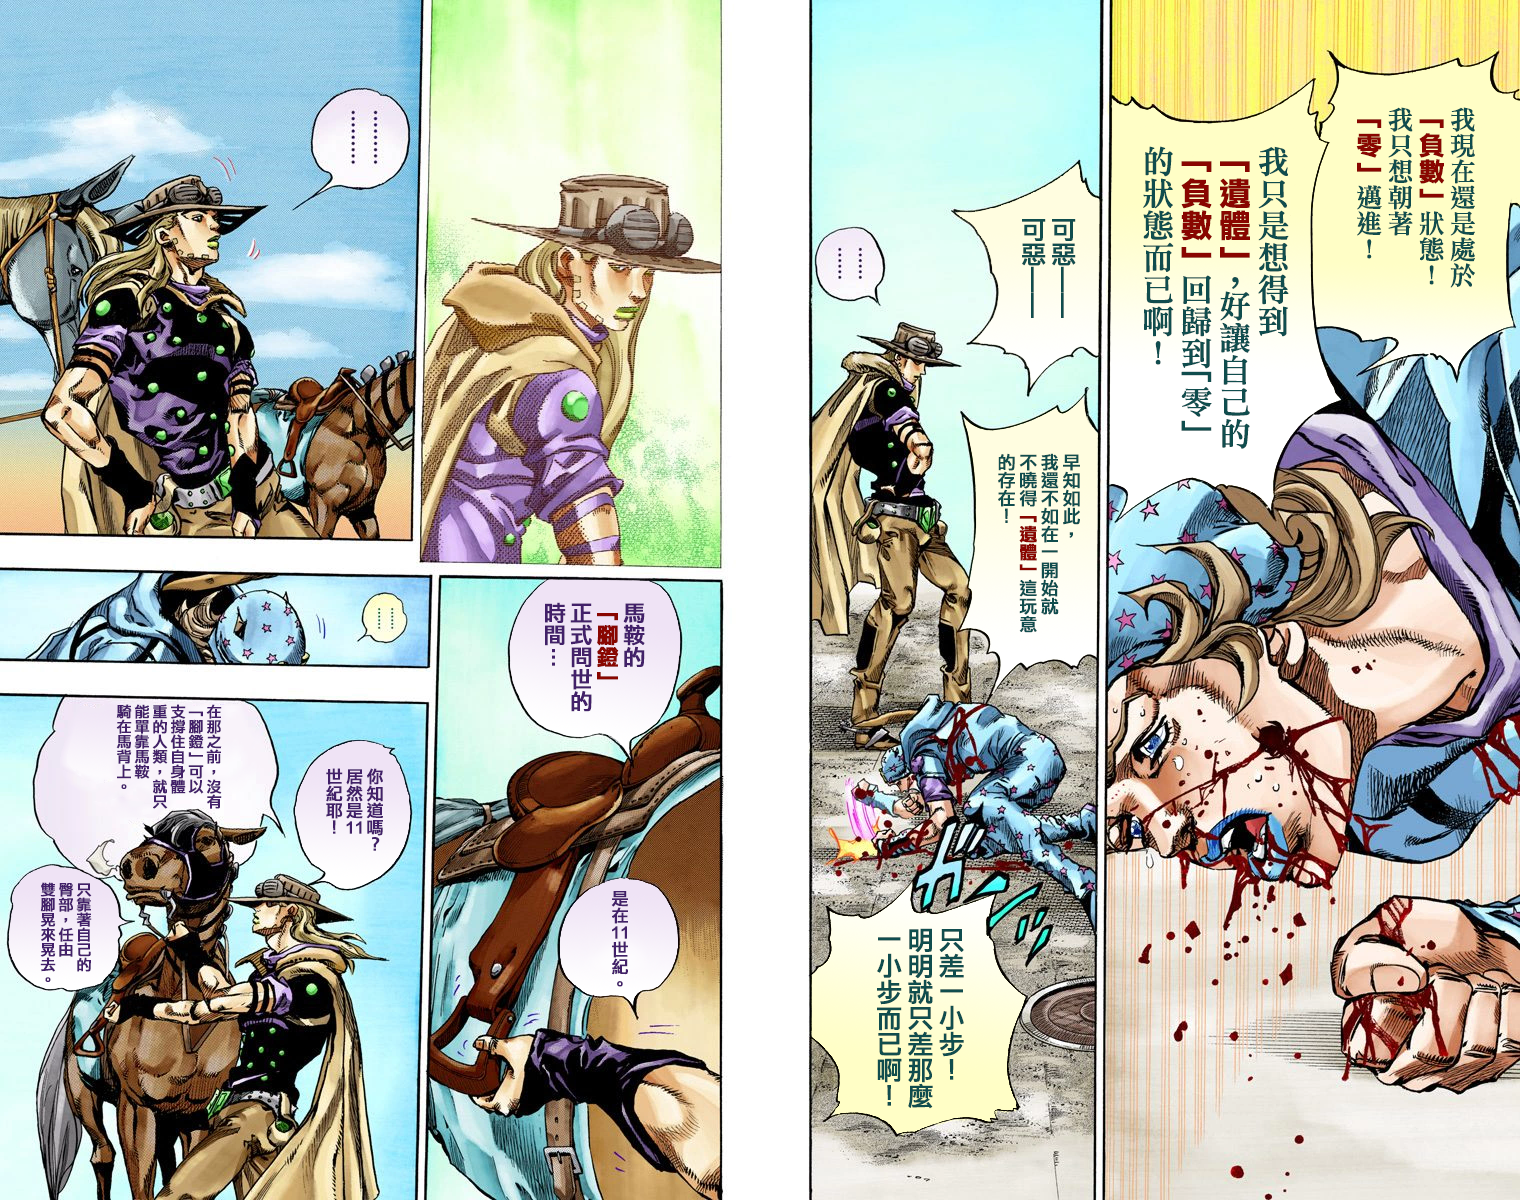 我現在還是處於
「負數」狀態！
我只想朝著
「零」邁進！
我只是想得到
「遺體」，好讓自己的
「負數」回歸到「零」
的狀態而已啊！
可惡──
可惡──
⋯⋯
⋯⋯
早知如此，
我還不如在一開始就
不曉得「遺體」這玩意
的存在！
ガッ
只差一小步！
明明就只差那麼
一小步而已啊！
⋯⋯⋯
⋯⋯⋯
⋯⋯
⋯⋯
馬鞍的
「腳鐙」
正式問世的
時間⋯
是在11世紀。
你知道嗎？
居然是11
世紀耶！
在那之前，沒有
「腳鐙」可以
支撐住自身體
重的人類，就只
能單靠馬鞍
騎在馬背上。
只靠著自己的
臀部，任由
雙腳晃來晃去。